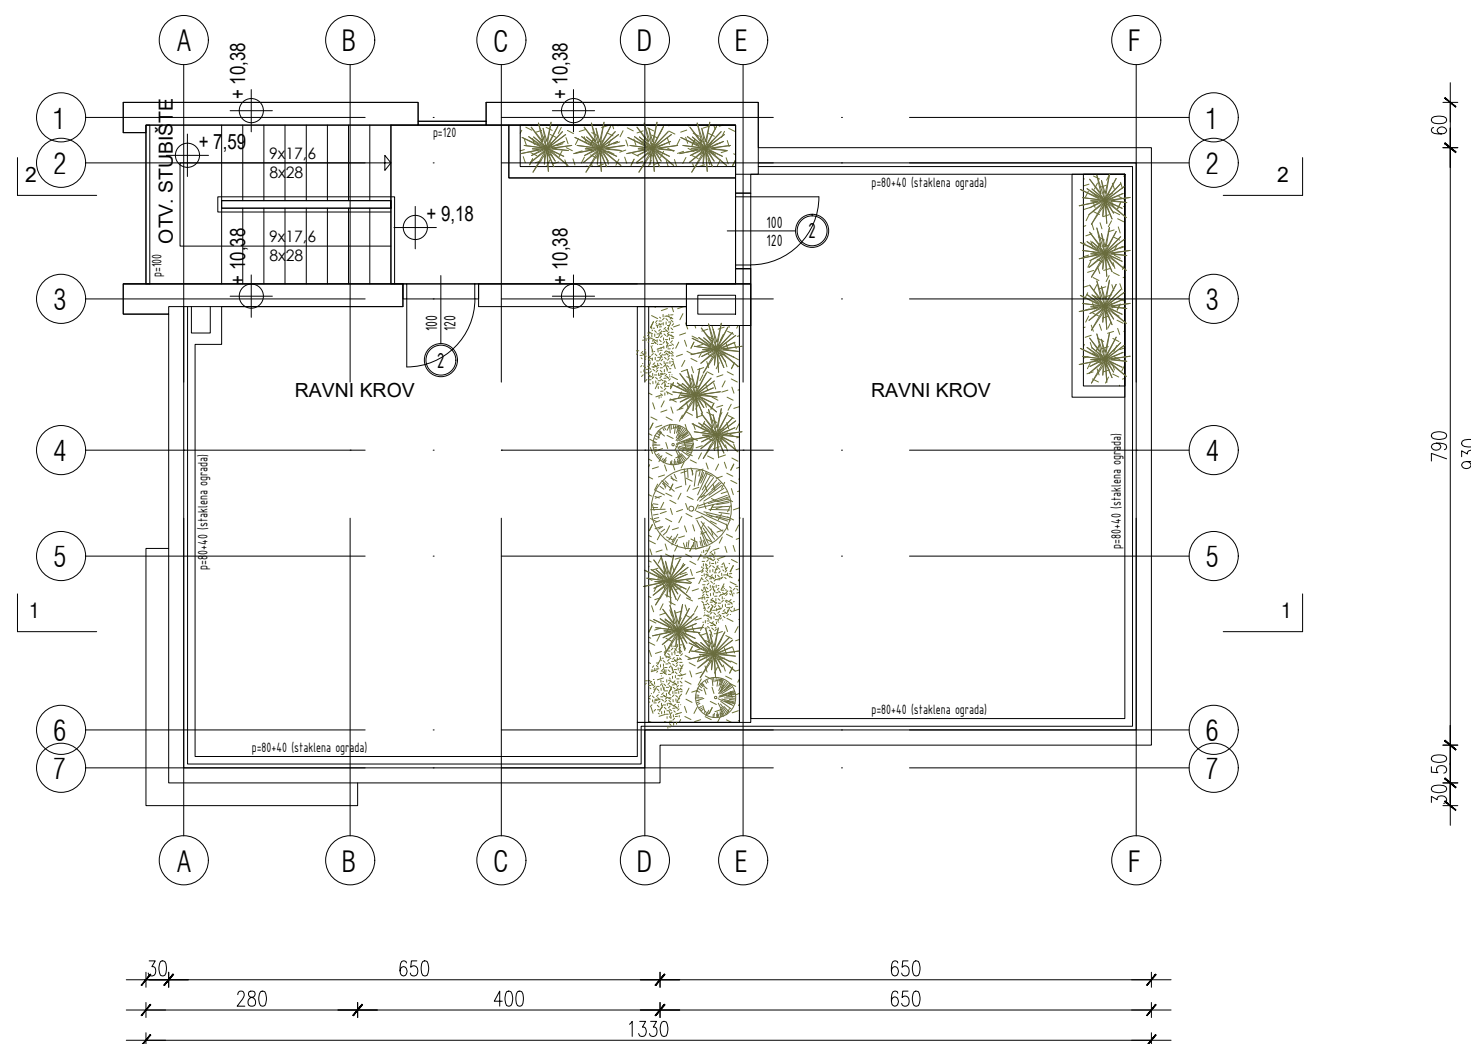 A B C D E F
+ 10,38
+ 10,38
1 1
60
OTV. STUBIŠTE
+ 7,59
p=120
9x17,6
8x28
2 2
2 2
p=80+40 (staklena ograda)
+ 9,18
100
120
2
9x17,6
8x28
p=100
+ 10,38
+ 10,38
3 3
100
120
2
RAVNI KROV
RAVNI KROV
4 4
790
930
p=80+40 (staklena ograda)
p=80+40 (staklena ograda)
5 5
1 1
p=80+40 (staklena ograda)
6 6
p=80+40 (staklena ograda)
7 7
50
30
A B C D E F
30 650 650
280 400 650
1330